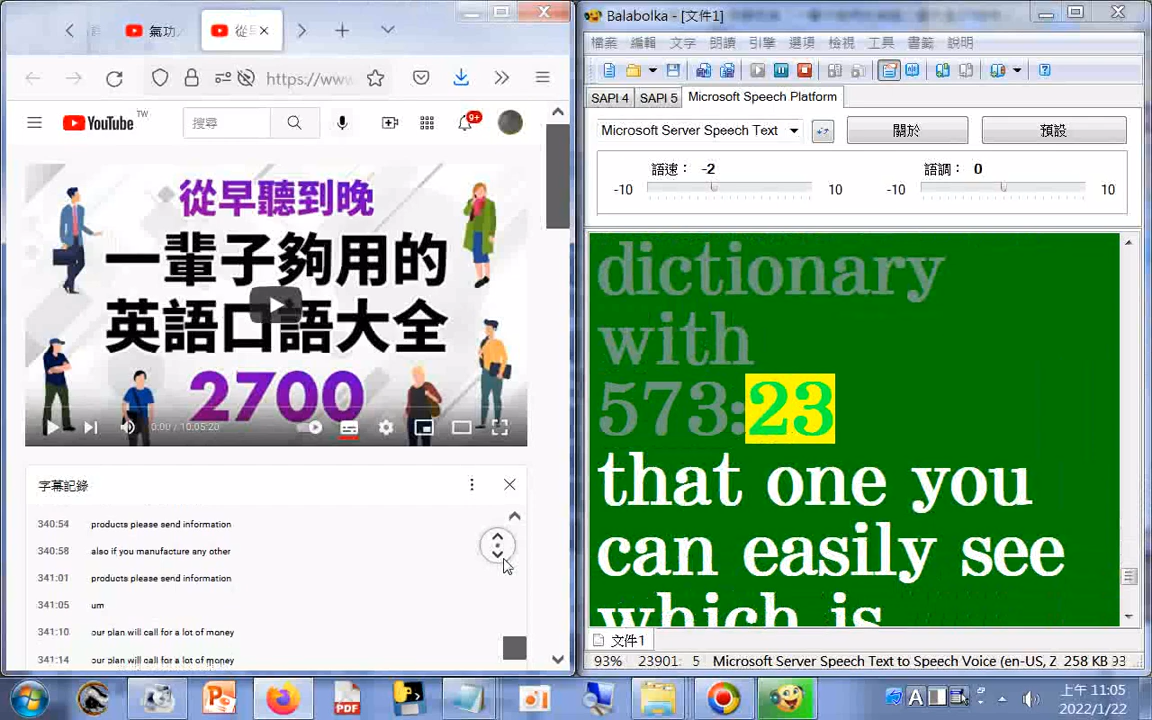 氣功
從
https://www
YouTube TW
搜尋
9+
從早聽到晚
一輩子夠用的
英語口語大全
2700
0:00 / 10:05:20
字幕記錄
340:54 products please send information
340:58 also if you manufacture any other
341:01 products please send information
341:05 um
341:10 our plan will call for a lot of money
341:14 our plan will call for a lot of money
Balabolka - [文件1]
檔案 編輯 文字 朗讀 引擎 選項 檢視 工具 書籤 說明
SAPI 4 SAPI 5 Microsoft Speech Platform
Microsoft Server Speech Text 關於 預設
語速： -2 語調： 0
-10 10 -10 10
dictionary
with
573:23
that one you
can easily see
which is
文件1
93% 23901: 5 Microsoft Server Speech Text to Speech Voice (en-US, Z 258 KB 93
PDF
A
上午 11:05
2022/1/22